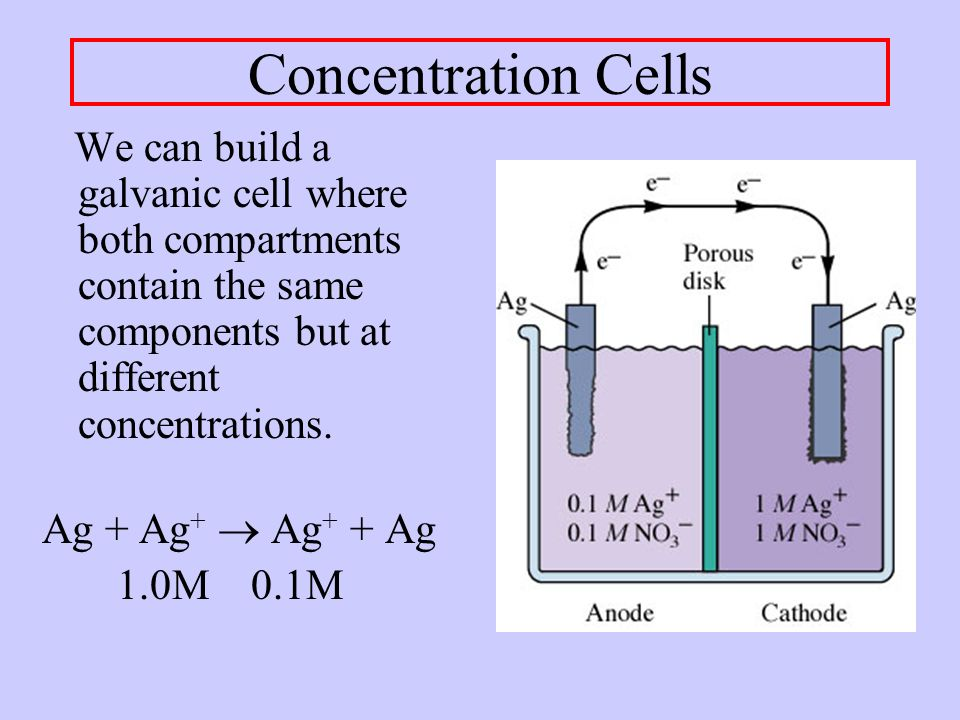 Concentration Cells
We can build a
galvanic cell where
both compartments
contain the same
components but at
different
concentrations.
Ag + Ag⁺ → Ag⁺ + Ag
1.0M 0.1M
e⁻ e⁻
e⁻ Porous disk e⁻
Ag Ag
0.1 M Ag⁺ 1 M Ag⁺
0.1 M NO₃⁻ 1 M NO₃⁻
Anode Cathode